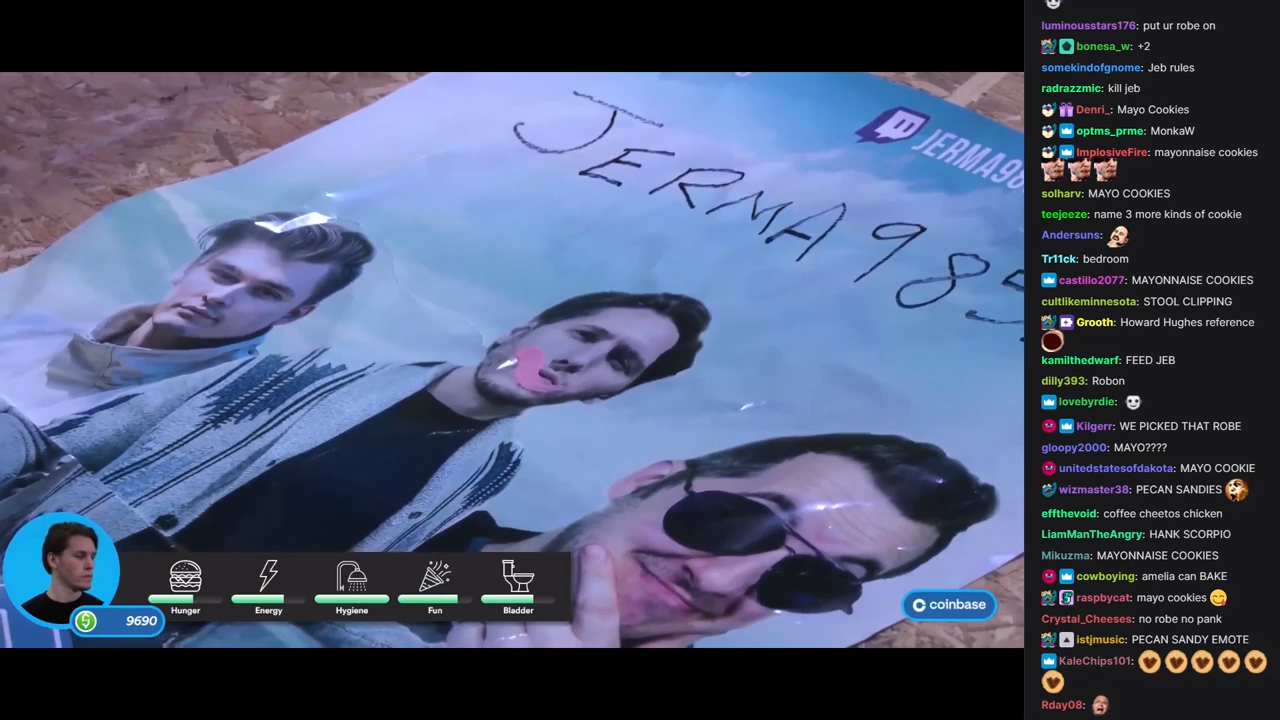 JERMA985
JERMA98
Hunger
Energy
Hygiene
Fun
Bladder
9690
coinbase
luminousstars176: put ur robe on
bonesa_w: +2
somekindofgnome: Jeb rules
radrazzmic: kill jeb
Denri_: Mayo Cookies
optms_prme: MonkaW
ImplosiveFire: mayonnaise cookies
solharv: MAYO COOKIES
teejeeze: name 3 more kinds of cookie
Andersuns:
Tr11ck: bedroom
castillo2077: MAYONNAISE COOKIES
cultlikeminnesota: STOOL CLIPPING
Grooth: Howard Hughes reference
kamilthedwarf: FEED JEB
dilly393: Robon
lovebyrdie:
Kilgerr: WE PICKED THAT ROBE
gloopy2000: MAYO????
unitedstatesofdakota: MAYO COOKIE
wizmaster38: PECAN SANDIES
effthevoid: coffee cheetos chicken
LiamManTheAngry: HANK SCORPIO
Mikuzma: MAYONNAISE COOKIES
cowboying: amelia can BAKE
raspbycat: mayo cookies 😋
Crystal_Cheeses: no robe no pank
istjmusic: PECAN SANDY EMOTE
KaleChips101:
Rday08: